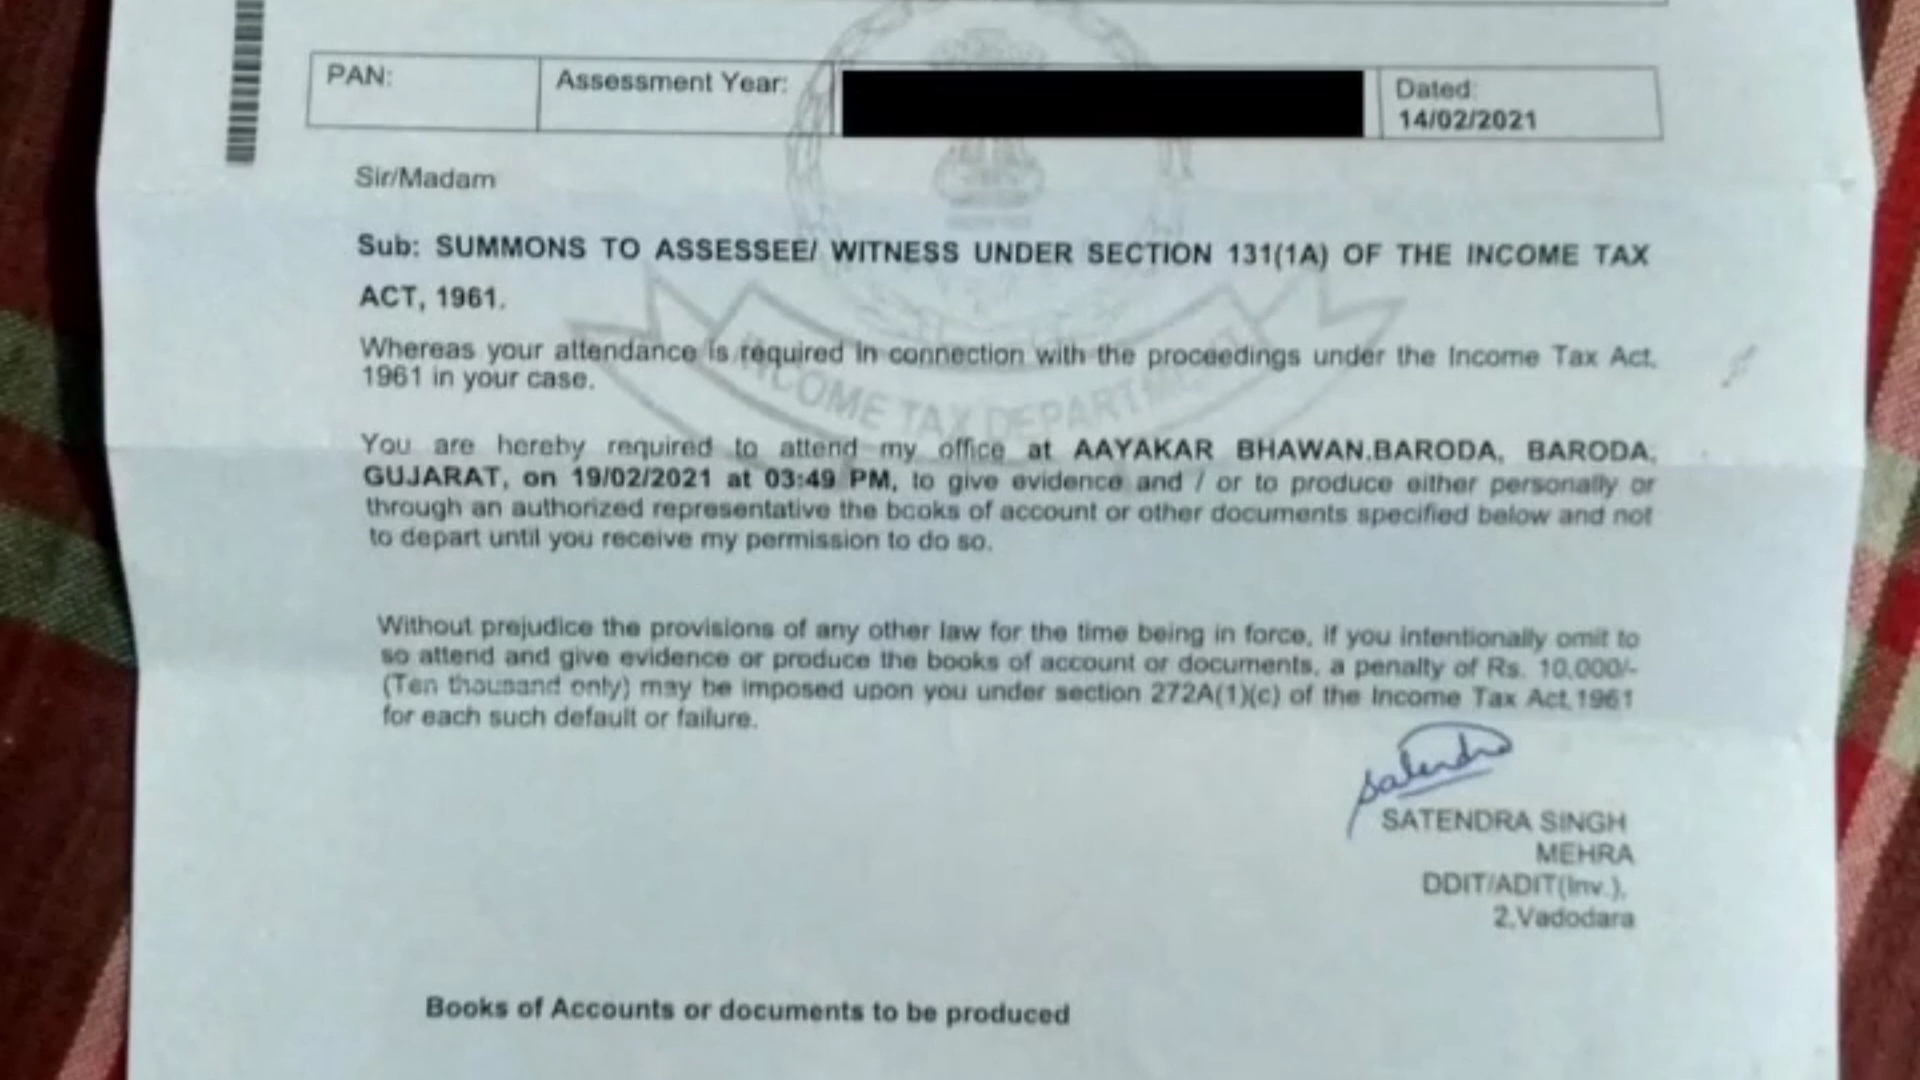 PAN:
Assessment Year:
Dated:
14/02/2021
Sir/Madam
Sub: SUMMONS TO ASSESSEE/ WITNESS UNDER SECTION 131(1A) OF THE INCOME TAX
ACT, 1961.
Whereas your attendance is required in connection with the proceedings under the Income Tax Act,
1961 in your case.
INCOME TAX DEPARTMENT
You are hereby required to attend my office at AAYAKAR BHAWAN,BARODA, BARODA,
GUJARAT, on 19/02/2021 at 03:49 PM, to give evidence and / or to produce either personally or
through an authorized representative the books of account or other documents specified below and not
to depart until you receive my permission to do so.
Without prejudice the provisions of any other law for the time being in force, if you intentionally omit to
so attend and give evidence or produce the books of account or documents, a penalty of Rs. 10,000/-
(Ten thousand only) may be imposed upon you under section 272A(1)(c) of the Income Tax Act,1961
for each such default or failure.
Satendra
SATENDRA SINGH
MEHRA
DDIT/ADIT(Inv.),
2,Vadodara
Books of Accounts or documents to be produced